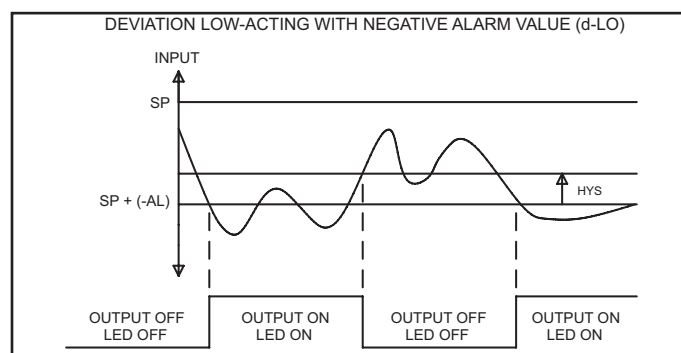 DEVIATION LOW-ACTING WITH NEGATIVE ALARM VALUE (d-LO)
INPUT
SP
SP + (-AL)
HYS
OUTPUT OFF
LED OFF
OUTPUT ON
LED ON
OUTPUT OFF
LED OFF
OUTPUT ON
LED ON